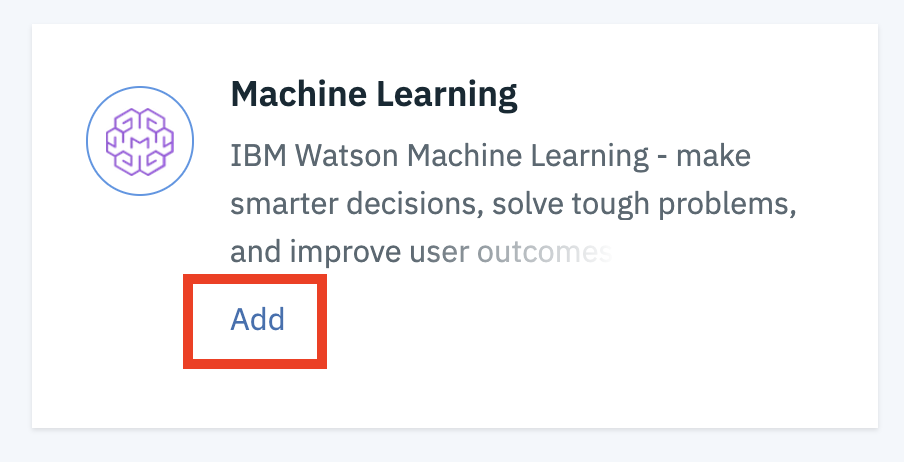 Machine Learning
IBM Watson Machine Learning - make
smarter decisions, solve tough problems,
and improve user outcomes
Add